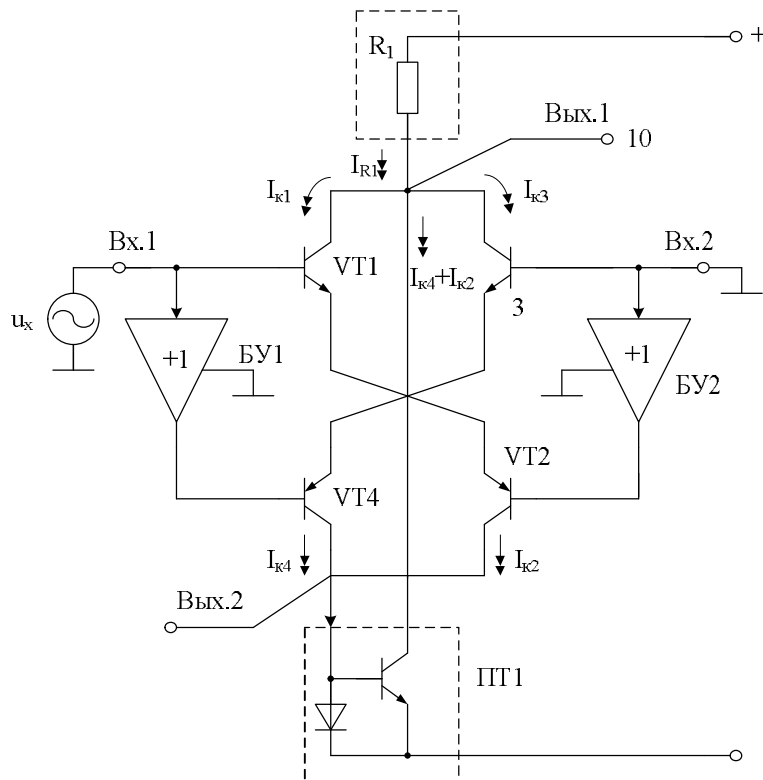 R1
+
Вых.1
10
IR1
Iк1
Iк3
Вх.1
Вх.2
VT1
Iк4+Iк2
3
uх
+1
БУ1
+1
БУ2
VT2
VT4
Iк4
Iк2
Вых.2
ПТ1